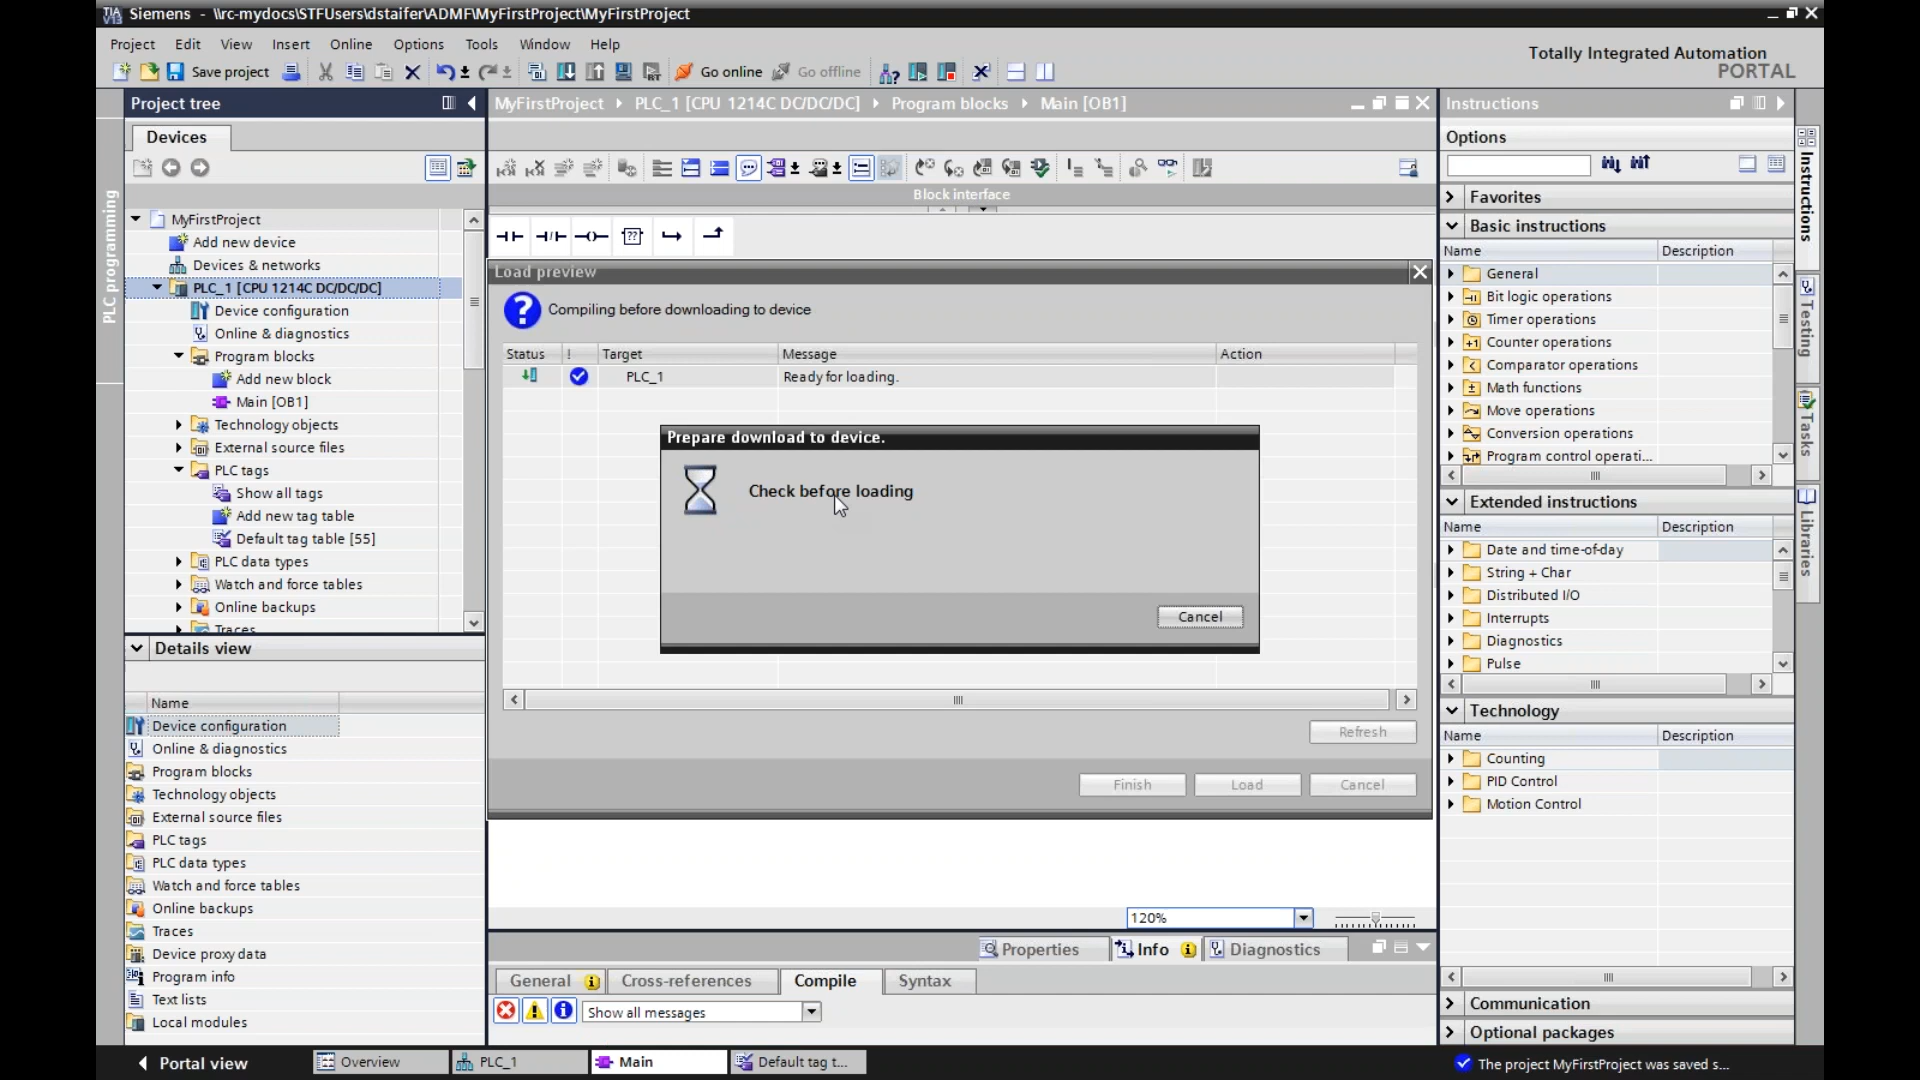 Siemens - \\rc-mydocs\STFUsers\dstaifer\ADMF\MyFirstProject\MyFirstProject
Project Edit View Insert Online Options Tools Window Help
Totally Integrated Automation
PORTAL
Save project
Go online
Go offline
Project tree
MyFirstProject PLC_1 [CPU 1214C DC/DC/DC] Program blocks Main [OB1]
Instructions
Devices
Options
Block interface
PLC programming
MyFirstProject
Add new device
Devices & networks
PLC_1 [CPU 1214C DC/DC/DC]
Device configuration
Online & diagnostics
Program blocks
Add new block
Main [OB1]
Technology objects
External source files
PLC tags
Show all tags
Add new tag table
Default tag table [55]
PLC data types
Watch and force tables
Online backups
Traces
Details view
Name
Device configuration
Online & diagnostics
Program blocks
Technology objects
External source files
PLC tags
PLC data types
Watch and force tables
Online backups
Traces
Device proxy data
Program info
Text lists
Local modules
??
Load preview
? Compiling before downloading to device
Status ! Target Message Action
PLC_1 Ready for loading.
Prepare download to device.
Check before loading
Cancel
Refresh
Finish Load Cancel
120%
Properties Info Diagnostics
General Cross-references Compile Syntax
Show all messages
Favorites
Basic instructions
Name Description
General
Bit logic operations
Timer operations
Counter operations
Comparator operations
Math functions
Move operations
Conversion operations
Program control operati...
Extended instructions
Name Description
Date and time-of-day
String + Char
Distributed I/O
Interrupts
Diagnostics
Pulse
Technology
Name Description
Counting
PID Control
Motion Control
Communication
Optional packages
Instructions
Testing
Tasks
Libraries
Portal view Overview PLC_1 Main Default tag t...
The project MyFirstProject was saved s...